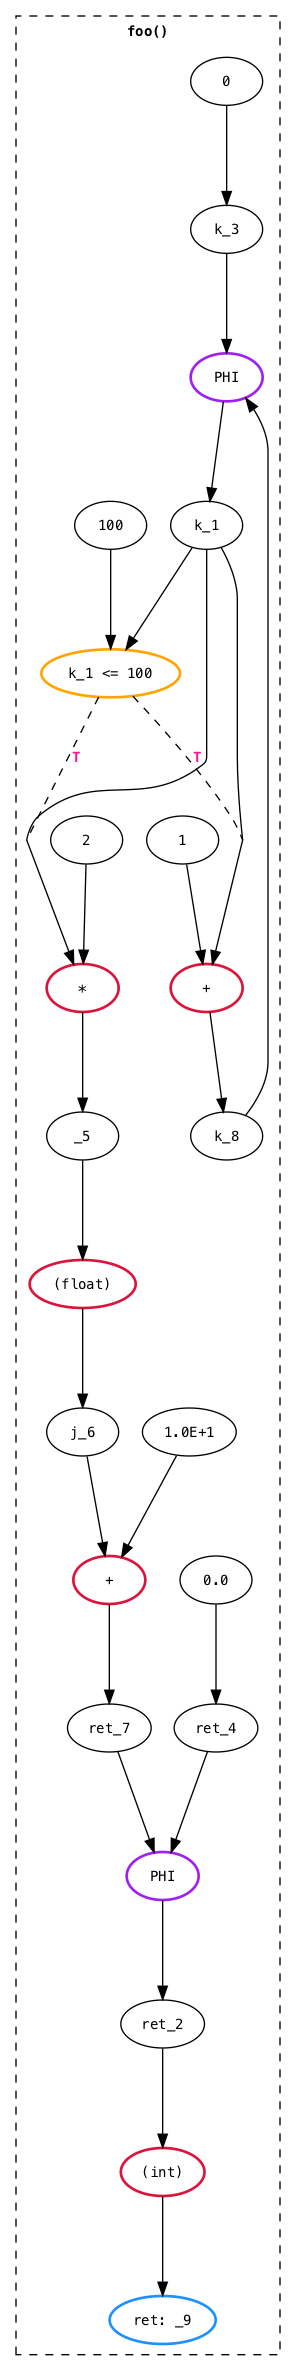 foo()
0
k_3
PHI
100
k_1
k_1 <= 100
T
T
2
1
*
+
_5
k_8
(float)
j_6
1.0E+1
+
0.0
ret_7
ret_4
PHI
ret_2
(int)
ret: _9